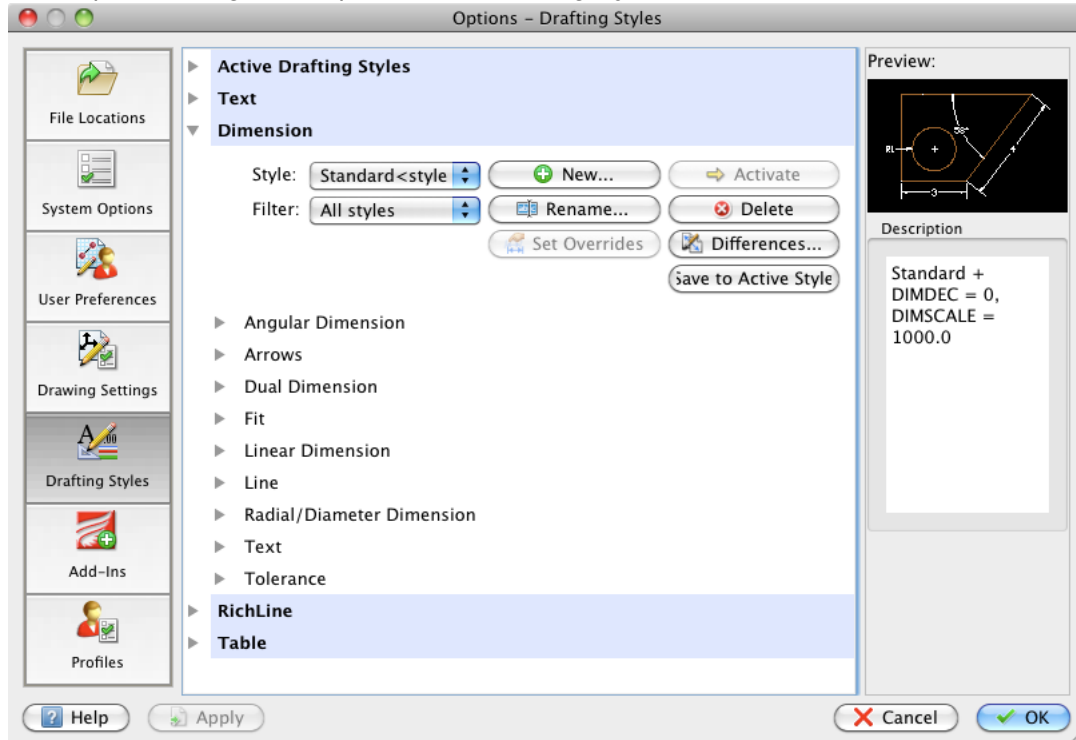 Options – Drafting Styles
File Locations
System Options
User Preferences
Drawing Settings
Drafting Styles
Add-Ins
Profiles
Active Drafting Styles
Text
Dimension
Style: Standard<style New... Activate
Filter: All styles Rename... Delete
Set Overrides Differences...
Save to Active Style
Angular Dimension
Arrows
Dual Dimension
Fit
Linear Dimension
Line
Radial/Diameter Dimension
Text
Tolerance
RichLine
Table
Preview:
R1
3
Description
Standard +
DIMDEC = 0,
DIMSCALE =
1000.0
Help Apply Cancel OK